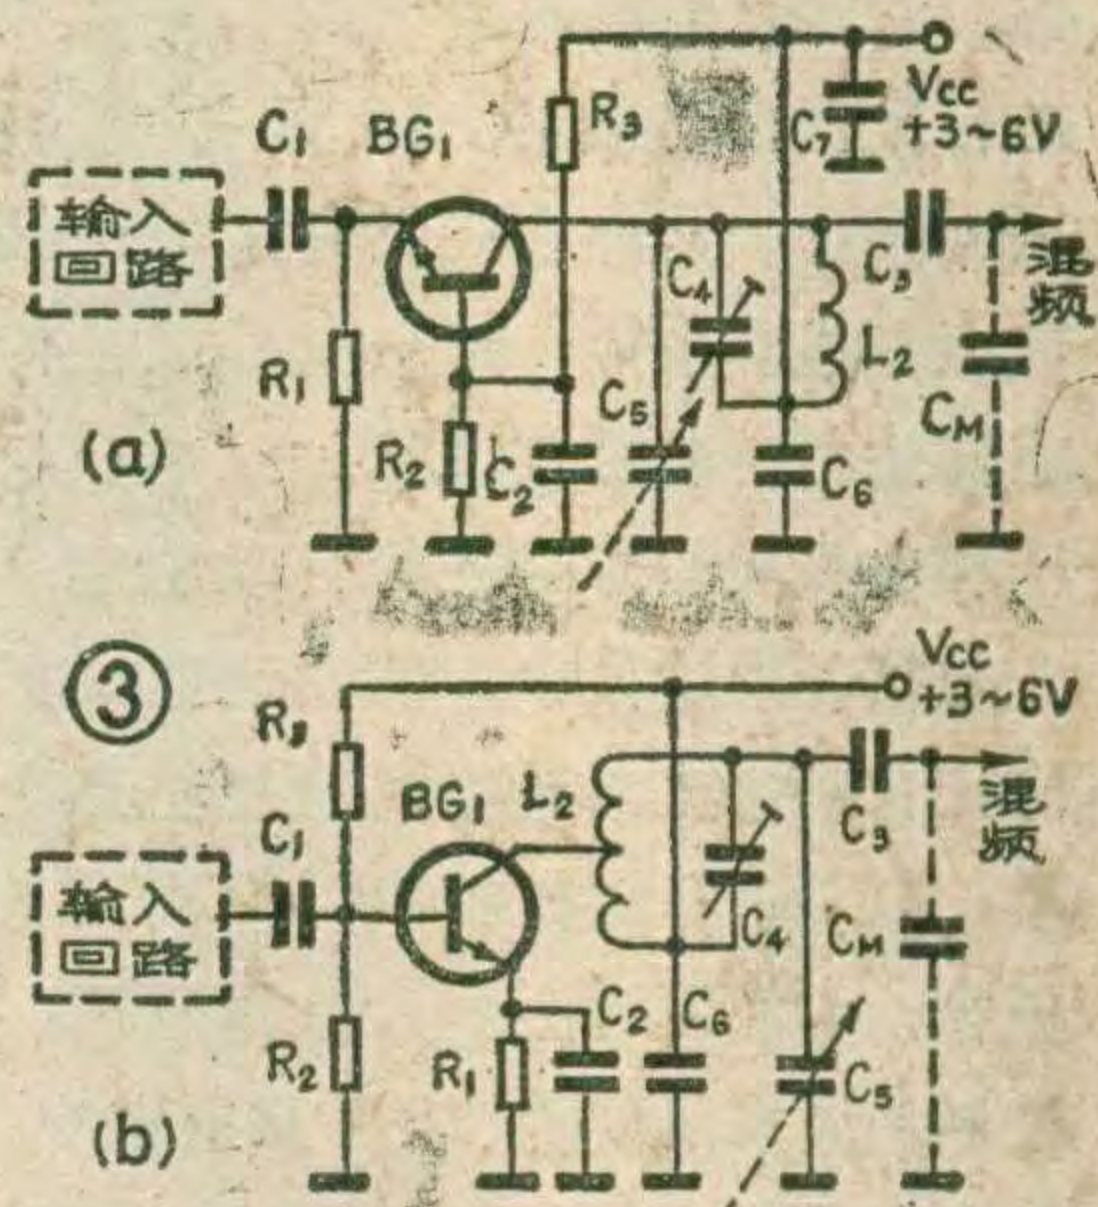 C₁
BG₁
R₃
C₇
Vcc
+3~6V
输入
回路
混
频
C₄
C₃
L₂
R₁
C₅
Cм
(a)
R₂
C₂
C₆
③
Vcc
+3~6V
R₃
BG₁
L₂
C₁
C₃
混
频
输入
回路
C₄
Cм
C₂
C₆
R₂
R₁
C₅
(b)